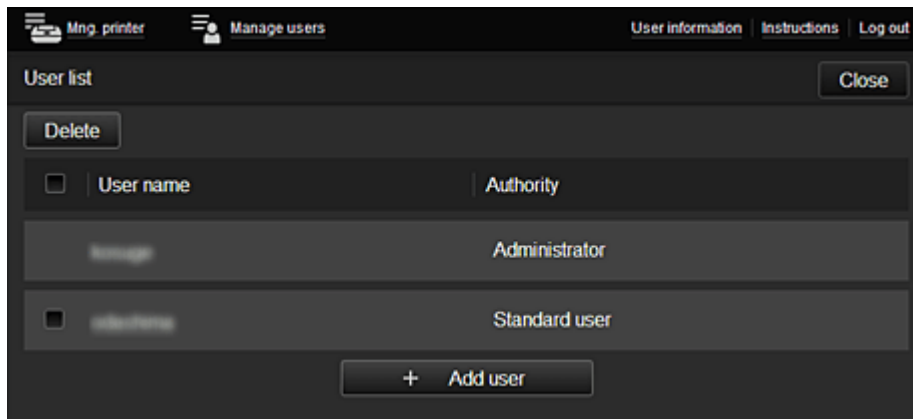 Mng. printer Manage users User information Instructions Log out
User list Close
Delete
User name Authority
Administrator
Standard user
+ Add user